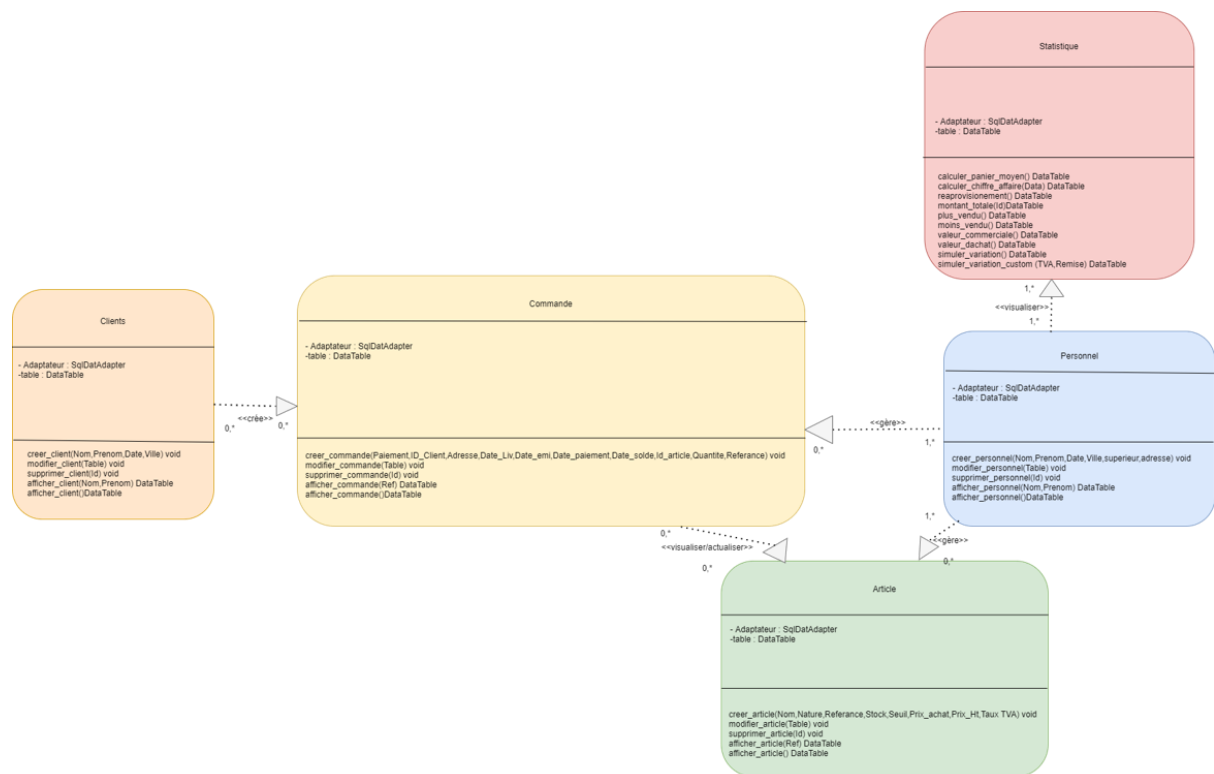 Statistique
- Adaptateur : SqlDatAdapter
-table : DataTable
calculer_panier_moyen() DataTable
calculer_chiffre_affaire(Data) DataTable
reaprovisionement() DataTable
montant_totale(Id)DataTable
plus_vendu() DataTable
moins_vendu() DataTable
valeur_commerciale() DataTable
valeur_dachat() DataTable
simuler_variation() DataTable
simuler_variation_custom (TVA,Remise) DataTable
1,*
<<visualiser>>
1,*
Clients
- Adaptateur : SqlDatAdapter
-table : DataTable
creer_client(Nom,Prenom,Date,Ville) void
modifier_client(Table) void
supprimer_client(Id) void
afficher_client(Nom,Prenom) DataTable
afficher_client()DataTable
<<crèe>>
0,*
0,*
Commande
- Adaptateur : SqlDatAdapter
-table : DataTable
creer_commande(Paiement,ID_Client,Adresse,Date_Liv,Date_emi,Date_paiement,Date_solde,Id_article,Quantite,Referance) void
modifier_commande(Table) void
supprimer_commande(Id) void
afficher_commande(Ref) DataTable
afficher_commande()DataTable
<<gère>>
0,*
1,*
Personnel
- Adaptateur : SqlDatAdapter
-table : DataTable
creer_personnel(Nom,Prenom,Date,Ville,superieur,adresse) void
modifier_personnel(Table) void
supprimer_personnel(Id) void
afficher_personnel(Nom,Prenom) DataTable
afficher_personnel()DataTable
0,*
<<visualiser/actualiser>>
0,*
1,*
<<gère>>
0,*
Article
- Adaptateur : SqlDatAdapter
-table : DataTable
creer_article(Nom,Nature,Referance,Stock,Seuil,Prix_achat,Prix_Ht,Taux TVA) void
modifier_article(Table) void
supprimer_article(Id) void
afficher_article(Ref) DataTable
afficher_article() DataTable